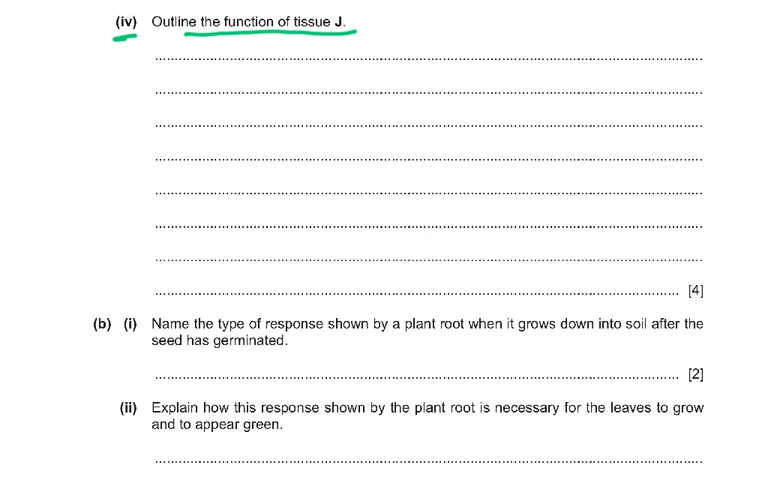 (iv) Outline the function of tissue J.
[4]
(b) (i) Name the type of response shown by a plant root when it grows down into soil after the
seed has germinated.
[2]
(ii) Explain how this response shown by the plant root is necessary for the leaves to grow
and to appear green.